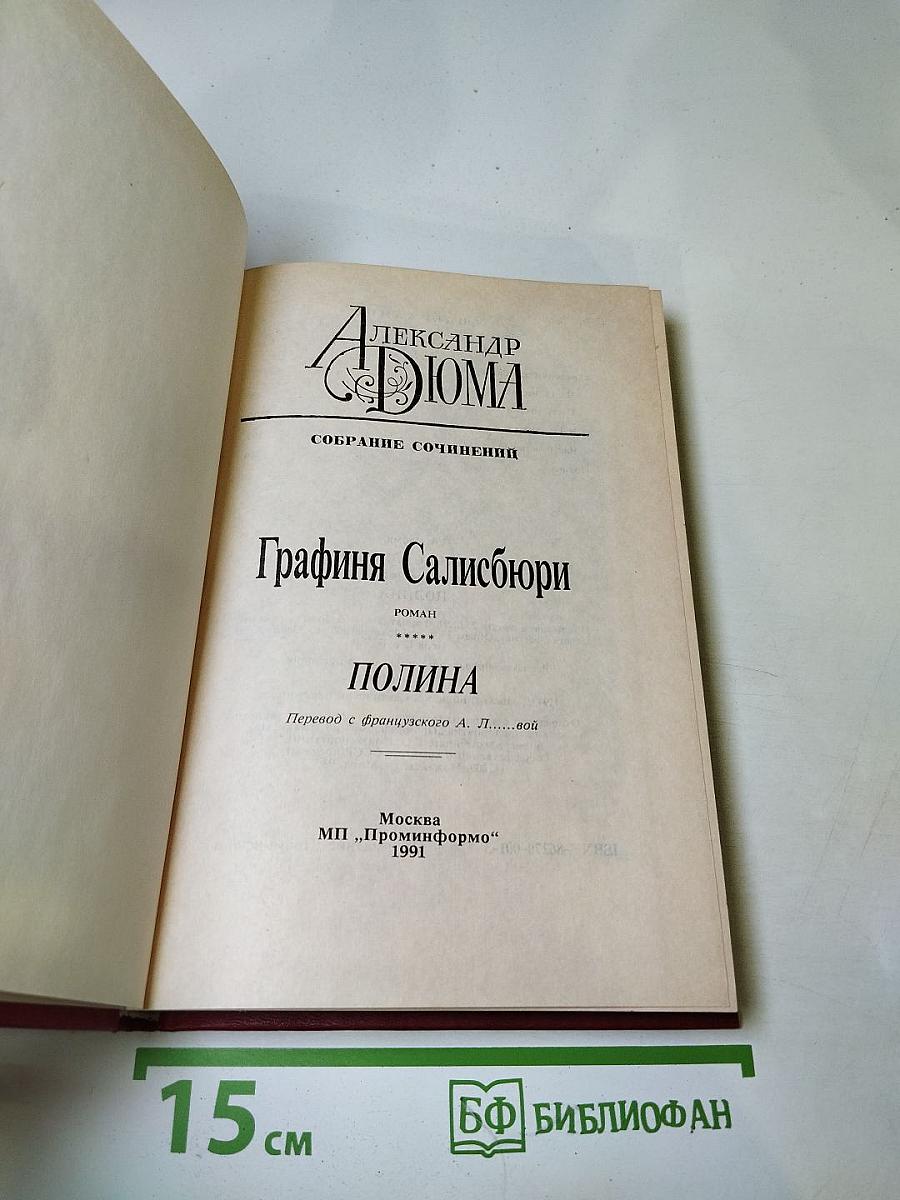 Александр
Дюма
СОБРАНИЕ СОЧИНЕНИЙ
Графиня Салисбюри
РОМАН
*****
ПОЛИНА
Перевод с французского А. Л......вой
Москва
МП „Проминформо“
1991
15 см
БФ БИБЛИОФАН